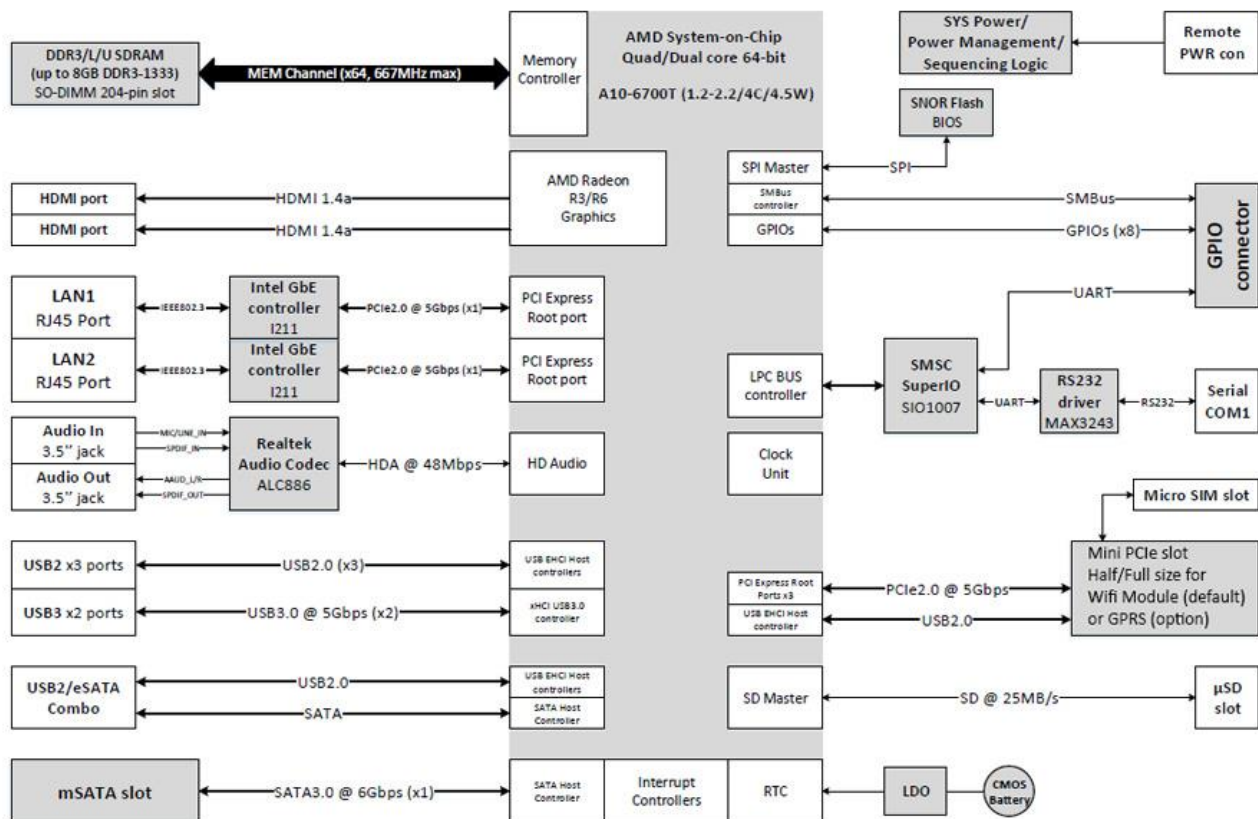 DDR3/L/U SDRAM
(up to 8GB DDR3-1333)
SO-DIMM 204-pin slot
MEM Channel (x64, 667MHz max)
Memory
Controller
AMD System-on-Chip
Quad/Dual core 64-bit
A10-6700T (1.2-2.2/4C/4.5W)
SYS Power/
Power Management/
Sequencing Logic
Remote
PWR con
SNOR Flash
BIOS
HDMI port
HDMI 1.4a
HDMI port
HDMI 1.4a
AMD Radeon
R3/R6
Graphics
SPI Master
SPI
SMBus
controller
SMBus
GPIOs
GPIOs (x8)
GPIO
connector
LAN1
RJ45 Port
IEEE802.3
Intel GbE
controller
I211
PCIe2.0 @ 5Gbps (x1)
PCI Express
Root port
LAN2
RJ45 Port
IEEE802.3
Intel GbE
controller
I211
PCIe2.0 @ 5Gbps (x1)
PCI Express
Root port
UART
LPC BUS
controller
SMSC
SuperIO
SIO1007
UART
RS232
driver
MAX3243
RS232
Serial
COM1
Audio In
3.5” jack
MIC/LINE_IN
SPDIF_IN
Audio Out
3.5” jack
AAUD_L/R
SPDIF_OUT
Realtek
Audio Codec
ALC886
HDA @ 48Mbps
HD Audio
Clock
Unit
Micro SIM slot
USB2 x3 ports
USB2.0 (x3)
USB EHCI Host
controllers
USB3 x2 ports
USB3.0 @ 5Gbps (x2)
xHCI USB3.0
controller
PCI Express Root
Ports x3
PCIe2.0 @ 5Gbps
USB EHCI Host
controller
USB2.0
Mini PCIe slot
Half/Full size for
Wifi Module (default)
or GPRS (option)
USB2/eSATA
Combo
USB2.0
USB EHCI Host
controllers
SATA
SATA Host
Controller
SD Master
SD @ 25MB/s
µSD
slot
mSATA slot
SATA3.0 @ 6Gbps (x1)
SATA Host
Controller
Interrupt
Controllers
RTC
LDO
CMOS
Battery